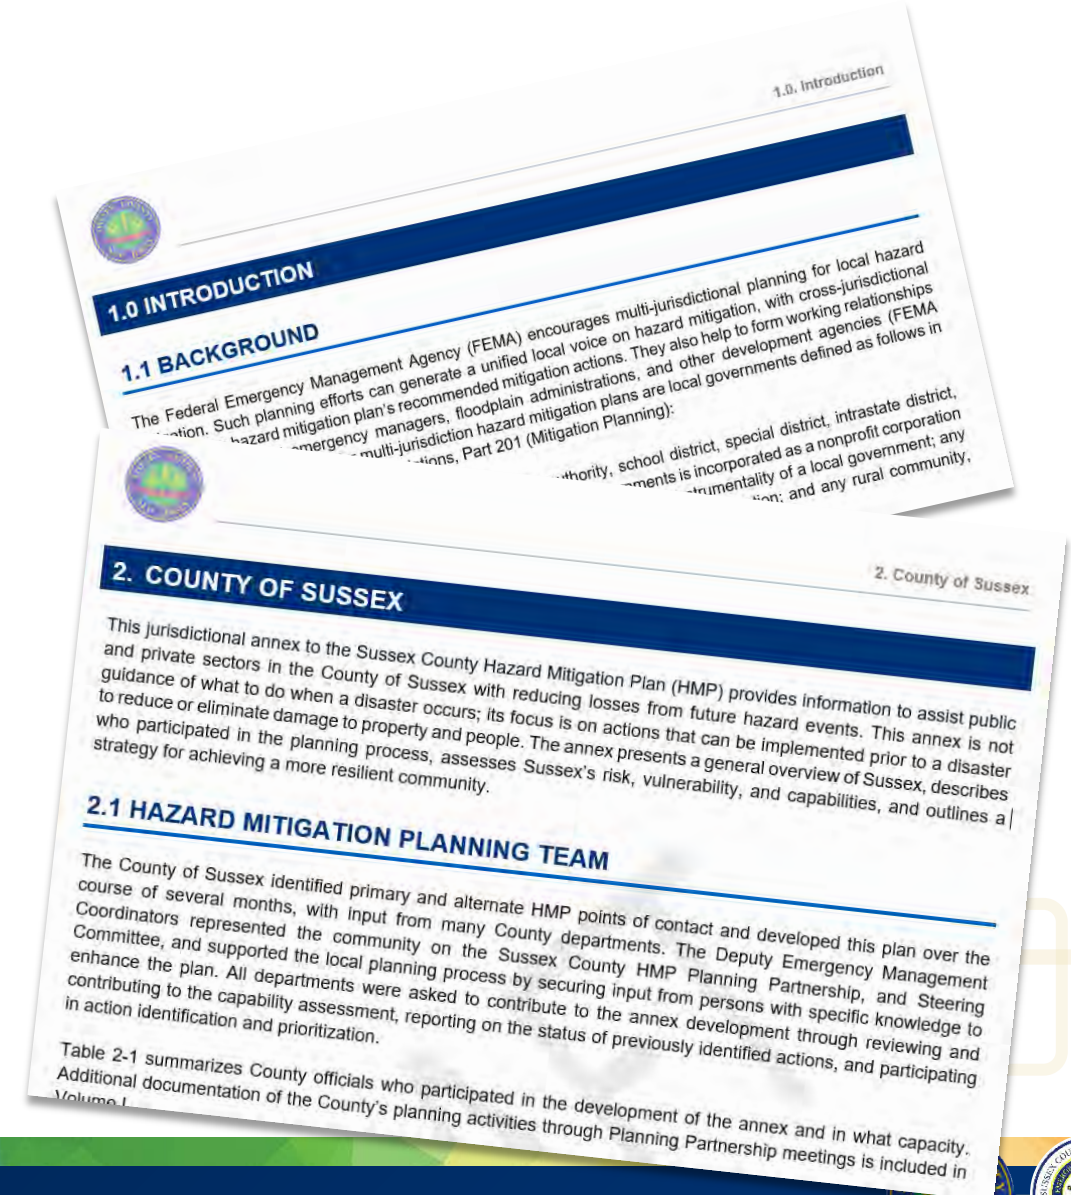 1.0. Introduction
1.0 INTRODUCTION
1.1 BACKGROUND
The Federal Emergency Management Agency (FEMA) encourages multi-jurisdictional planning for local hazard
Such planning efforts can generate a unified local voice on hazard mitigation, with cross-jurisdictional
hazard mitigation plan's recommended mitigation actions. They also help to form working relationships
managers, floodplain administrations, and other development agencies (FEMA
multi-jurisdiction hazard mitigation plans are local governments defined as follows in
Part 201 (Mitigation Planning):
school district, special district, intrastate district,
is incorporated as a nonprofit corporation
of a local government; any
and any rural community,
2. County of Sussex
2. COUNTY OF SUSSEX
This jurisdictional annex to the Sussex County Hazard Mitigation Plan (HMP) provides information to assist public
and private sectors in the County of Sussex with reducing losses from future hazard events. This annex is not
guidance of what to do when a disaster occurs; its focus is on actions that can be implemented prior to a disaster
to reduce or eliminate damage to property and people. The annex presents a general overview of Sussex, describes
who participated in the planning process, assesses Sussex's risk, vulnerability, and capabilities, and outlines a
strategy for achieving a more resilient community.
2.1 HAZARD MITIGATION PLANNING TEAM
The County of Sussex identified primary and alternate HMP points of contact and developed this plan over the
course of several months, with input from many County departments. The Deputy Emergency Management
Coordinators represented the community on the Sussex County HMP Planning Partnership, and Steering
Committee, and supported the local planning process by securing input from persons with specific knowledge to
enhance the plan. All departments were asked to contribute to the annex development through reviewing and
contributing to the capability assessment, reporting on the status of previously identified actions, and participating
in action identification and prioritization.
Table 2-1 summarizes County officials who participated in the development of the annex and in what capacity.
Additional documentation of the County's planning activities through Planning Partnership meetings is included in
Volume I